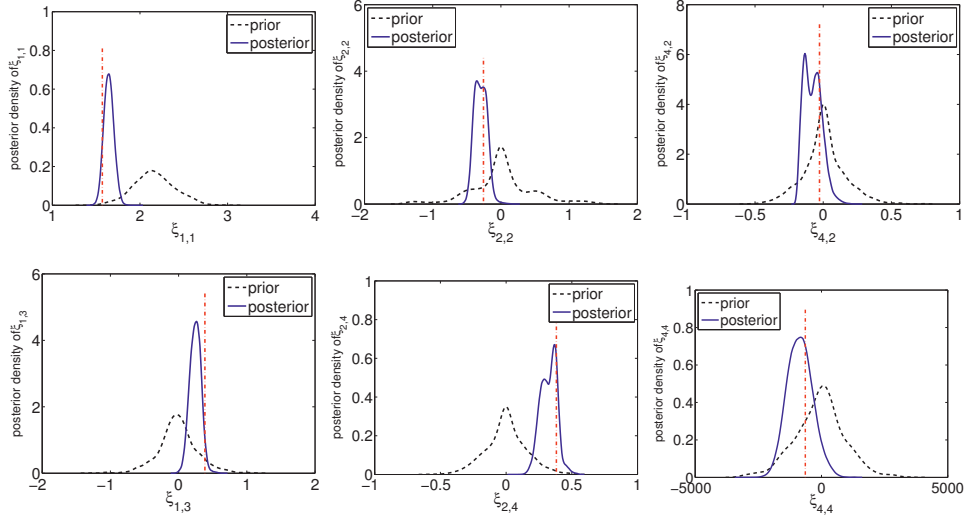 prior
posterior
posterior density of ξ1,1
1
0.8
0.6
0.4
0.2
0
1
2
3
4
ξ1,1
prior
posterior
posterior density of ξ2,2
6
4
2
0
−2
−1
0
1
2
ξ2,2
prior
posterior
posterior density of ξ4,2
8
6
4
2
0
−1
−0.5
0
0.5
1
ξ4,2
prior
posterior
posterior density of ξ1,3
6
4
2
0
−2
−1
0
1
2
ξ1,3
prior
posterior
posterior density of ξ2,4
1
0.8
0.6
0.4
0.2
0
−1
−0.5
0
0.5
1
ξ2,4
prior
posterior
posterior density of ξ4,4
1
0.8
0.6
0.4
0.2
0
−5000
0
5000
ξ4,4